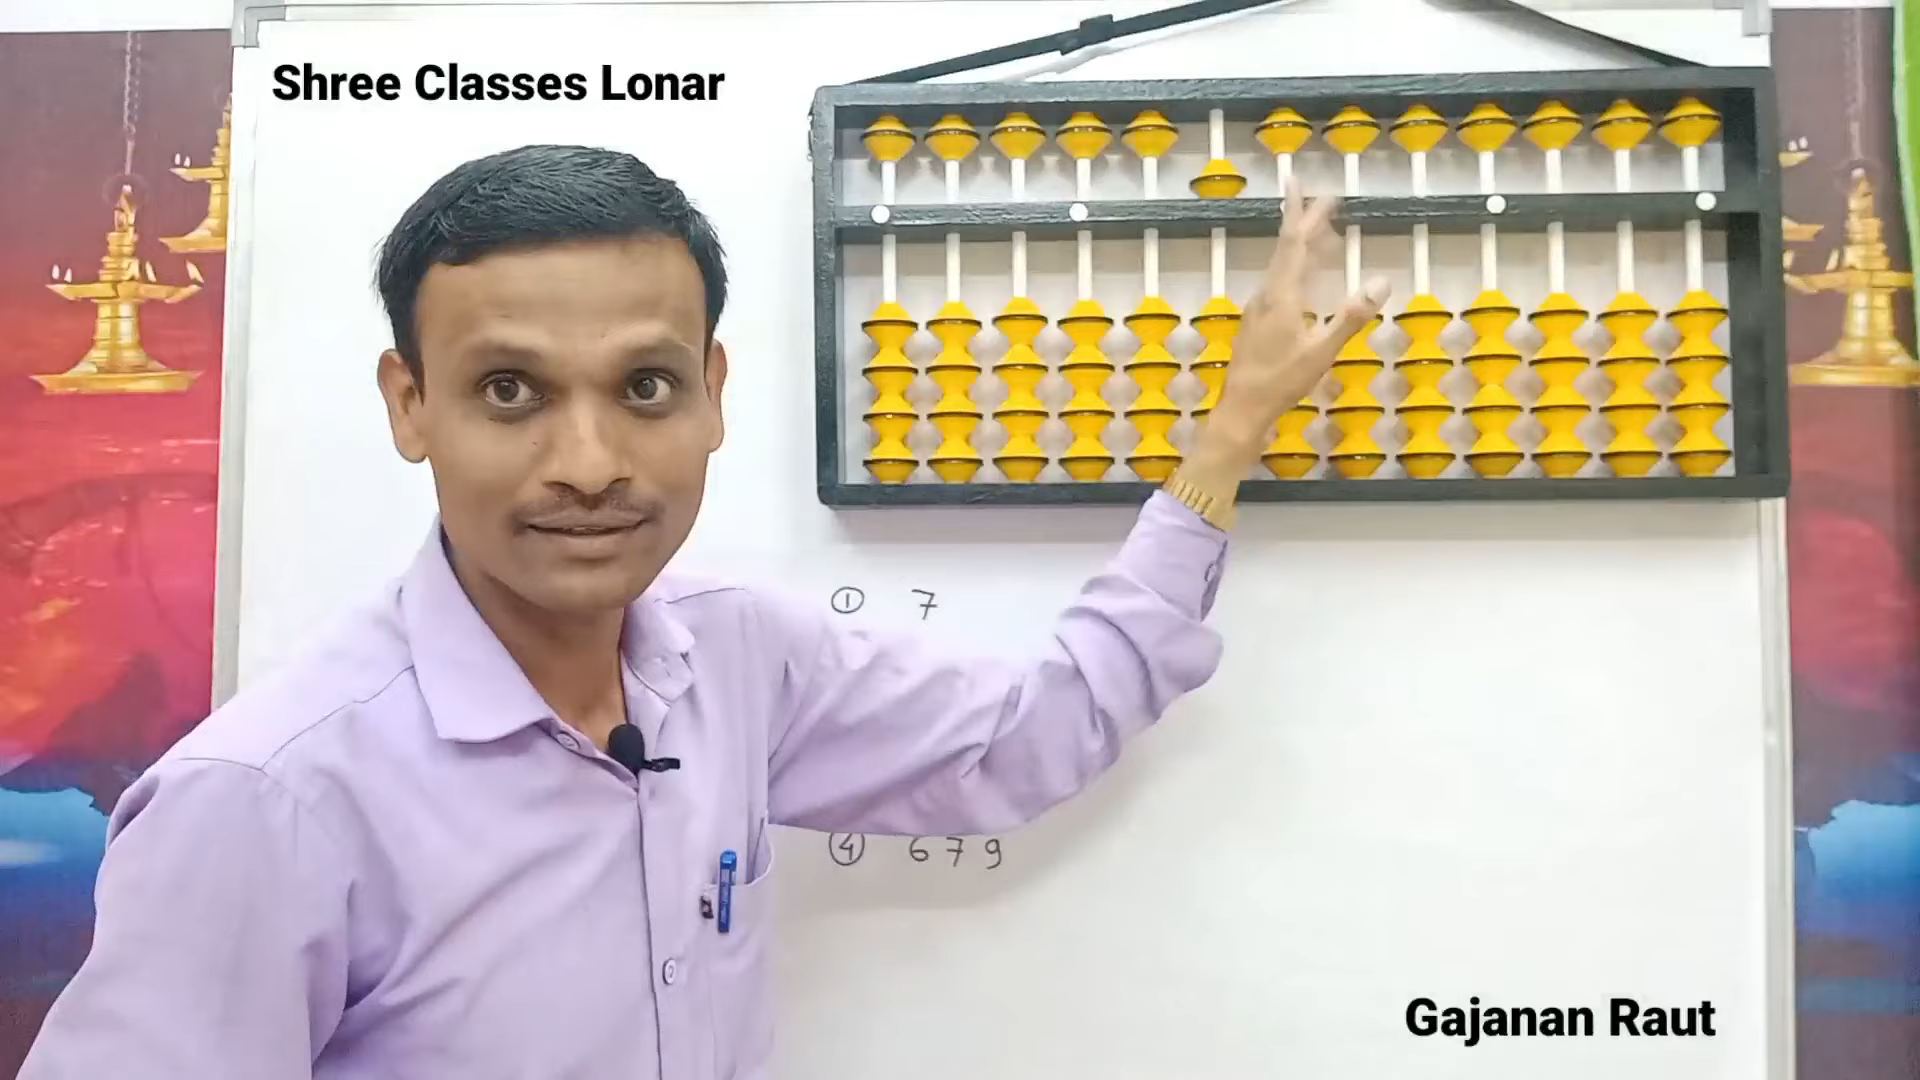 Shree Classes Lonar
① 7
④ 679
Gajanan Raut